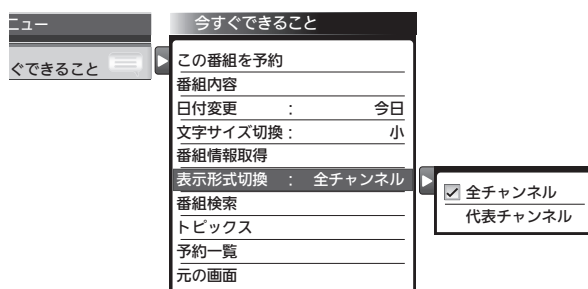 ニュー
ぐできること
今すぐできること
この番組を予約
番組内容
日付変更 : 今日
文字サイズ切換 : 小
番組情報取得
表示形式切換 : 全チャンネル
番組検索
トピックス
予約一覧
元の画面
全チャンネル
代表チャンネル